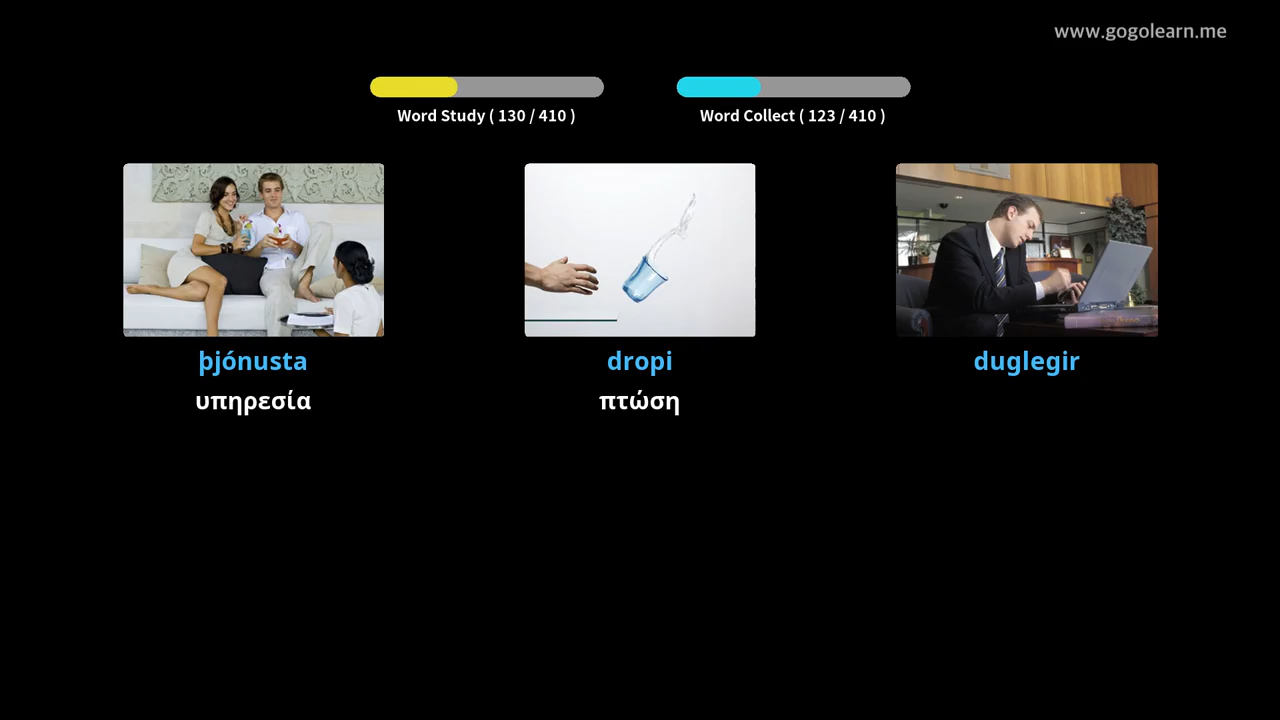 www.gogolearn.me
Word Study ( 130 / 410 )
Word Collect ( 123 / 410 )
þjónusta
dropi
duglegir
υπηρεσία
πτώση